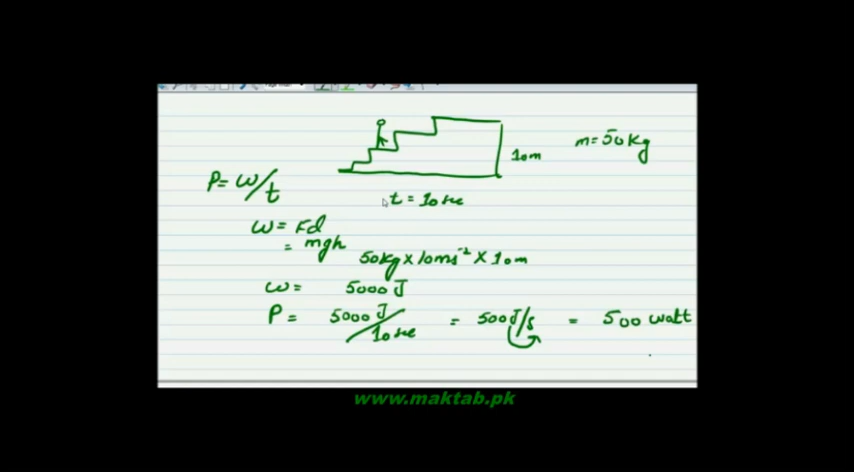 10m
m = 50kg
P = W/t
t = 10 sec
W = Fd
= mgh
50kg × 10ms⁻² × 10m
W = 5000 J
P = 5000 J/10 sec = 500J/s = 500 watt
www.maktab.pk